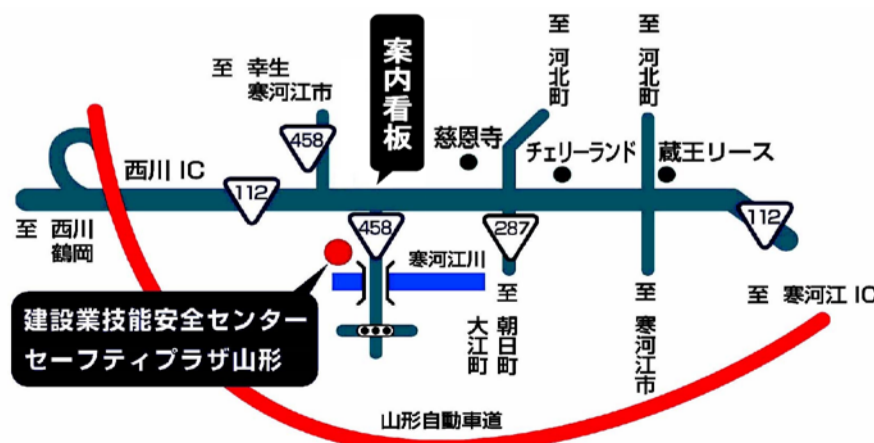 至 幸生
寒河江市
458
案内看板
至 河北町
至 河北町
慈恩寺
チェリーランド
蔵王リース
西川 IC
112
至 西川
鶴岡
458
287
112
寒河江川
至 寒河江 IC
建設業技能安全センター
セーフティプラザ山形
至 朝日町
大江町
至 寒河江市
山形自動車道